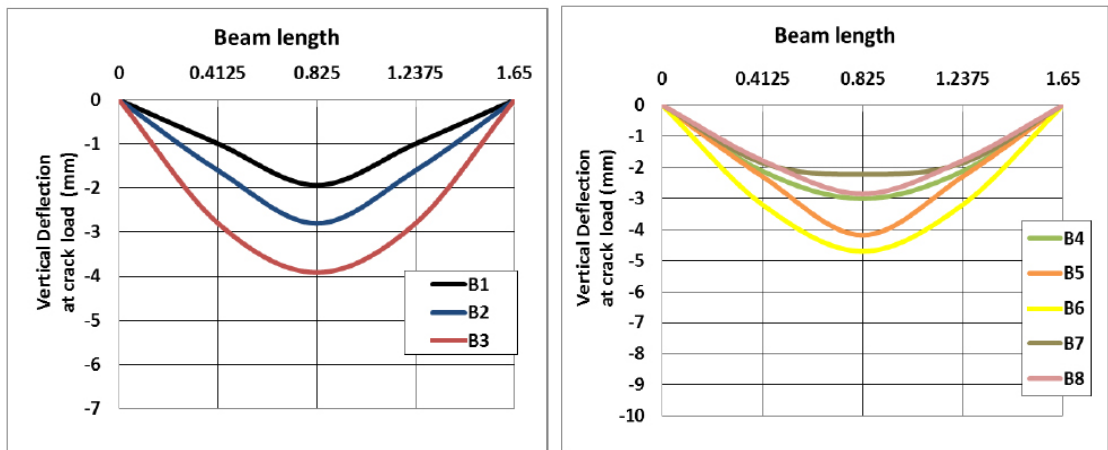 Beam length
0 0.4125 0.825 1.2375 1.65
0
-1
-2
-3
-4
-5
-6
-7
Vertical Deflection
at crack load (mm)
B1
B2
B3
Beam length
0 0.4125 0.825 1.2375 1.65
0
-1
-2
-3
-4
-5
-6
-7
-8
-9
-10
Vertical Deflection
at crack load (mm)
B4
B5
B6
B7
B8